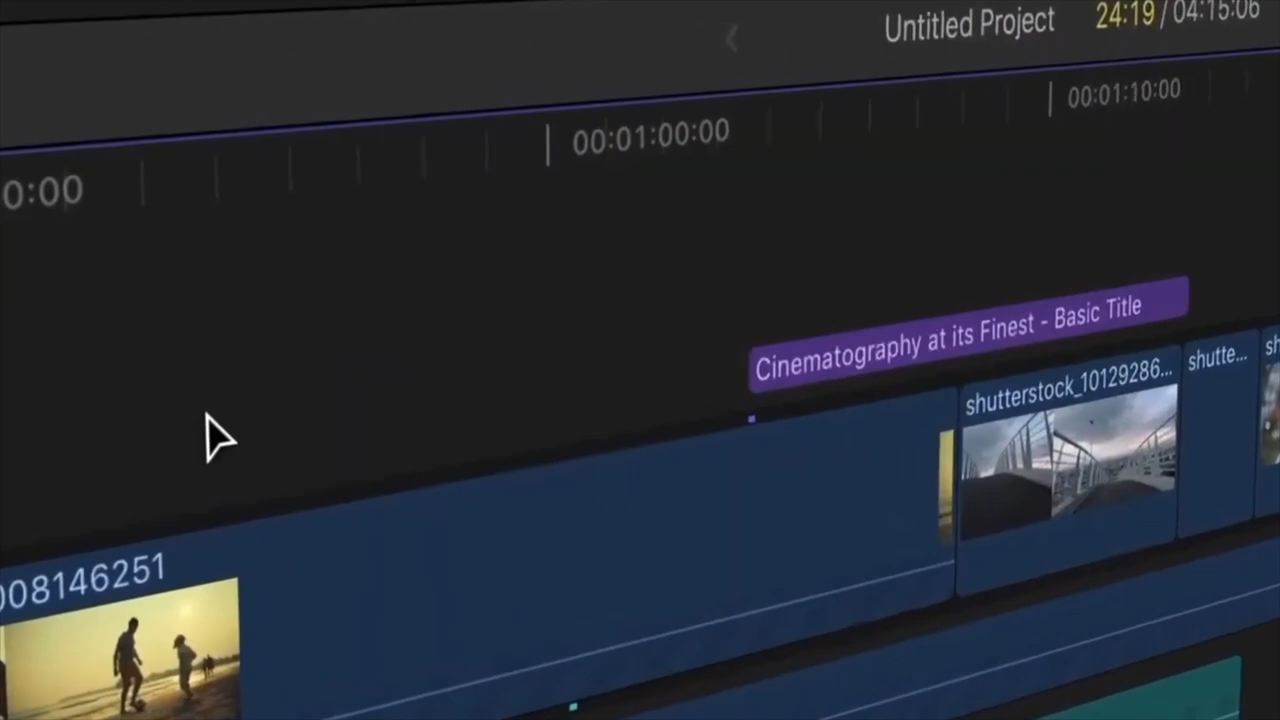 Untitled Project 24:19 / 04:15:06
0:00 00:01:00:00 00:01:10:00
Cinematography at its Finest - Basic Title
shutterstock_10129286... shutte... sh
008146251